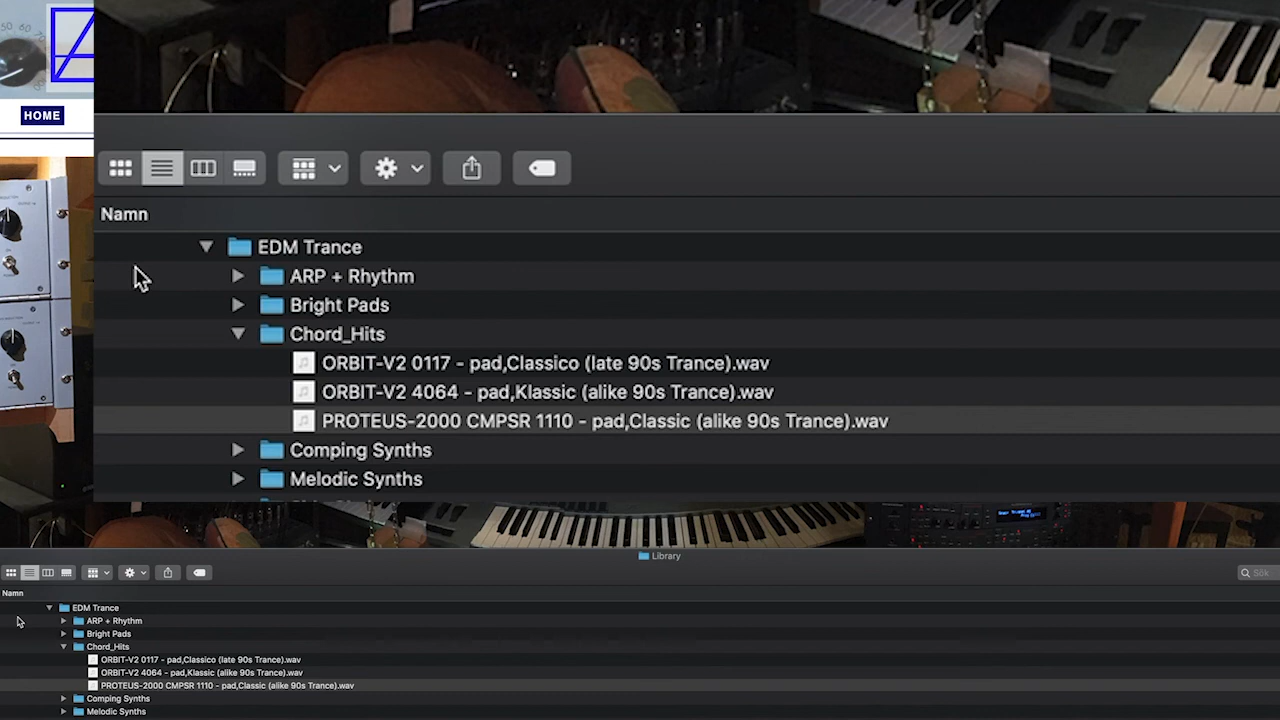 50 60 70
HOME
Namn
EDM Trance
ARP + Rhythm
Bright Pads
Chord_Hits
ORBIT-V2 0117 - pad,Classico (late 90s Trance).wav
ORBIT-V2 4064 - pad,Klassic (alike 90s Trance).wav
PROTEUS-2000 CMPSR 1110 - pad,Classic (alike 90s Trance).wav
Comping Synths
Melodic Synths
Library
Sök
Namn
EDM Trance
ARP + Rhythm
Bright Pads
Chord_Hits
ORBIT-V2 0117 - pad,Classico (late 90s Trance).wav
ORBIT-V2 4064 - pad,Klassic (alike 90s Trance).wav
PROTEUS-2000 CMPSR 1110 - pad,Classic (alike 90s Trance).wav
Comping Synths
Melodic Synths